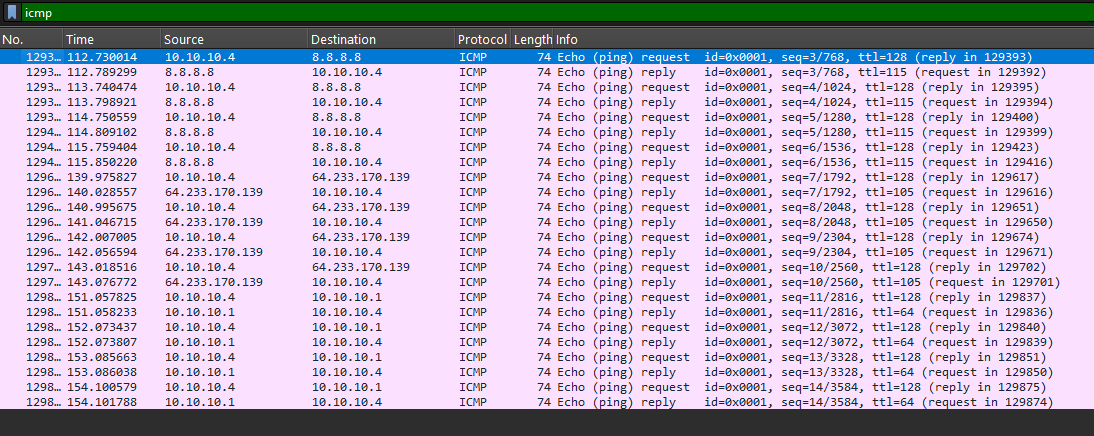 icmp
No. Time Source Destination Protocol Length Info
1293… 112.730014 10.10.10.4 8.8.8.8 ICMP 74 Echo (ping) request id=0x0001, seq=3/768, ttl=128 (reply in 129393)
1293… 112.789299 8.8.8.8 10.10.10.4 ICMP 74 Echo (ping) reply id=0x0001, seq=3/768, ttl=115 (request in 129392)
1293… 113.740474 10.10.10.4 8.8.8.8 ICMP 74 Echo (ping) request id=0x0001, seq=4/1024, ttl=128 (reply in 129395)
1293… 113.798921 8.8.8.8 10.10.10.4 ICMP 74 Echo (ping) reply id=0x0001, seq=4/1024, ttl=115 (request in 129394)
1293… 114.750559 10.10.10.4 8.8.8.8 ICMP 74 Echo (ping) request id=0x0001, seq=5/1280, ttl=128 (reply in 129400)
1294… 114.809102 8.8.8.8 10.10.10.4 ICMP 74 Echo (ping) reply id=0x0001, seq=5/1280, ttl=115 (request in 129399)
1294… 115.759404 10.10.10.4 8.8.8.8 ICMP 74 Echo (ping) request id=0x0001, seq=6/1536, ttl=128 (reply in 129423)
1294… 115.850220 8.8.8.8 10.10.10.4 ICMP 74 Echo (ping) reply id=0x0001, seq=6/1536, ttl=115 (request in 129416)
1296… 139.975827 10.10.10.4 64.233.170.139 ICMP 74 Echo (ping) request id=0x0001, seq=7/1792, ttl=128 (reply in 129617)
1296… 140.028557 64.233.170.139 10.10.10.4 ICMP 74 Echo (ping) reply id=0x0001, seq=7/1792, ttl=105 (request in 129616)
1296… 140.995675 10.10.10.4 64.233.170.139 ICMP 74 Echo (ping) request id=0x0001, seq=8/2048, ttl=128 (reply in 129651)
1296… 141.046715 64.233.170.139 10.10.10.4 ICMP 74 Echo (ping) reply id=0x0001, seq=8/2048, ttl=105 (request in 129650)
1296… 142.007005 10.10.10.4 64.233.170.139 ICMP 74 Echo (ping) request id=0x0001, seq=9/2304, ttl=128 (reply in 129674)
1296… 142.056594 64.233.170.139 10.10.10.4 ICMP 74 Echo (ping) reply id=0x0001, seq=9/2304, ttl=105 (request in 129671)
1297… 143.018516 10.10.10.4 64.233.170.139 ICMP 74 Echo (ping) request id=0x0001, seq=10/2560, ttl=128 (reply in 129702)
1297… 143.076772 64.233.170.139 10.10.10.4 ICMP 74 Echo (ping) reply id=0x0001, seq=10/2560, ttl=105 (request in 129701)
1298… 151.057825 10.10.10.4 10.10.10.1 ICMP 74 Echo (ping) request id=0x0001, seq=11/2816, ttl=128 (reply in 129837)
1298… 151.058233 10.10.10.1 10.10.10.4 ICMP 74 Echo (ping) reply id=0x0001, seq=11/2816, ttl=64 (request in 129836)
1298… 152.073437 10.10.10.4 10.10.10.1 ICMP 74 Echo (ping) request id=0x0001, seq=12/3072, ttl=128 (reply in 129840)
1298… 152.073807 10.10.10.1 10.10.10.4 ICMP 74 Echo (ping) reply id=0x0001, seq=12/3072, ttl=64 (request in 129839)
1298… 153.085663 10.10.10.4 10.10.10.1 ICMP 74 Echo (ping) request id=0x0001, seq=13/3328, ttl=128 (reply in 129851)
1298… 153.086038 10.10.10.1 10.10.10.4 ICMP 74 Echo (ping) reply id=0x0001, seq=13/3328, ttl=64 (request in 129850)
1298… 154.100579 10.10.10.4 10.10.10.1 ICMP 74 Echo (ping) request id=0x0001, seq=14/3584, ttl=128 (reply in 129875)
1298… 154.101788 10.10.10.1 10.10.10.4 ICMP 74 Echo (ping) reply id=0x0001, seq=14/3584, ttl=64 (request in 129874)